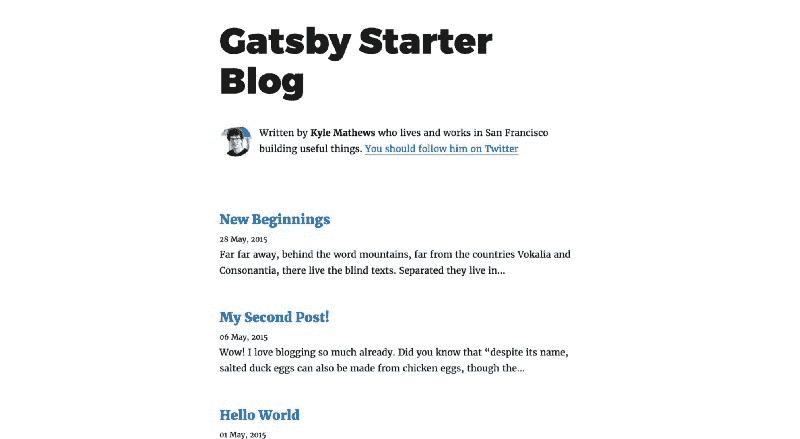 Gatsby Starter
Blog
Written by Kyle Mathews who lives and works in San Francisco
building useful things. You should follow him on Twitter
New Beginnings
28 May, 2015
Far far away, behind the word mountains, far from the countries Vokalia and
Consonantia, there live the blind texts. Separated they live in...
My Second Post!
06 May, 2015
Wow! I love blogging so much already. Did you know that “despite its name,
salted duck eggs can also be made from chicken eggs, though the...
Hello World
01 May, 2015